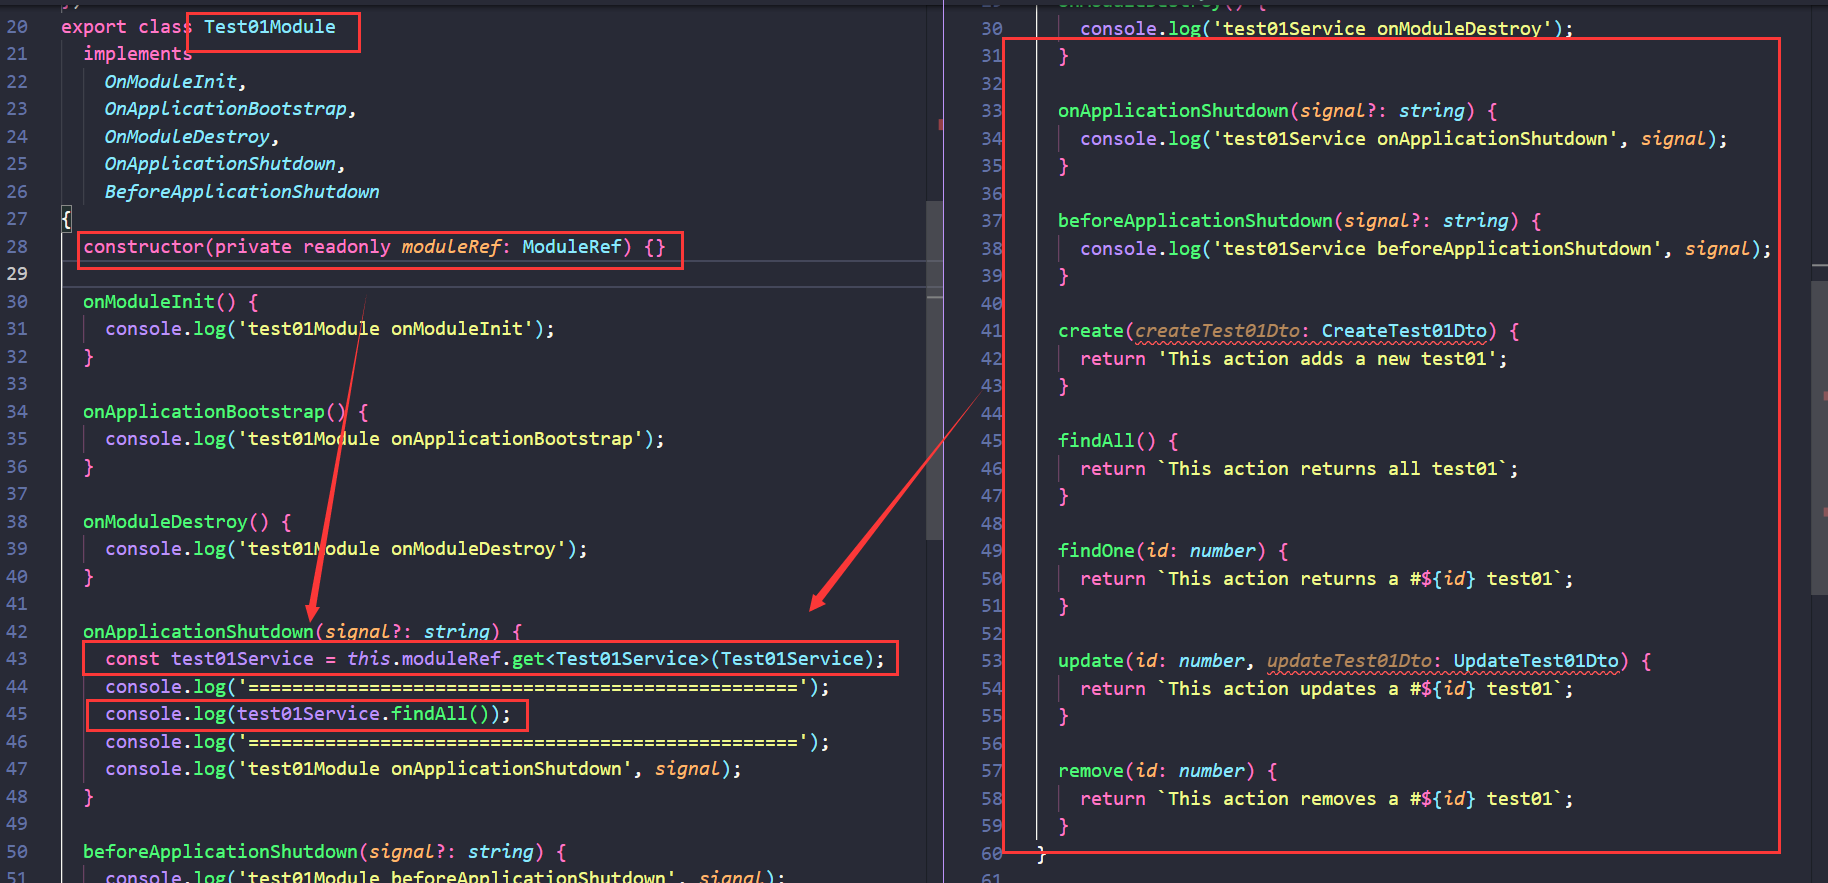 20 export class Test01Module
21 implements
22 OnModuleInit,
23 OnApplicationBootstrap,
24 OnModuleDestroy,
25 OnApplicationShutdown,
26 BeforeApplicationShutdown
27 {
28 constructor(private readonly moduleRef: ModuleRef) {}
29
30 onModuleInit() {
31 console.log('test01Module onModuleInit');
32 }
33
34 onApplicationBootstrap() {
35 console.log('test01Module onApplicationBootstrap');
36 }
37
38 onModuleDestroy() {
39 console.log('test01Module onModuleDestroy');
40 }
41
42 onApplicationShutdown(signal?: string) {
43 const test01Service = this.moduleRef.get<Test01Service>(Test01Service);
44 console.log('==================================================');
45 console.log(test01Service.findAll());
46 console.log('==================================================');
47 console.log('test01Module onApplicationShutdown', signal);
48 }
49
50 beforeApplicationShutdown(signal?: string) {
51 console.log('test01Module beforeApplicationShutdown', signal);
29 onModuleDestroy() {
30 console.log('test01Service onModuleDestroy');
31 }
32
33 onApplicationShutdown(signal?: string) {
34 console.log('test01Service onApplicationShutdown', signal);
35 }
36
37 beforeApplicationShutdown(signal?: string) {
38 console.log('test01Service beforeApplicationShutdown', signal);
39 }
40
41 create(createTest01Dto: CreateTest01Dto) {
42 return 'This action adds a new test01';
43 }
44
45 findAll() {
46 return `This action returns all test01`;
47 }
48
49 findOne(id: number) {
50 return `This action returns a #${id} test01`;
51 }
52
53 update(id: number, updateTest01Dto: UpdateTest01Dto) {
54 return `This action updates a #${id} test01`;
55 }
56
57 remove(id: number) {
58 return `This action removes a #${id} test01`;
59 }
60 }
61